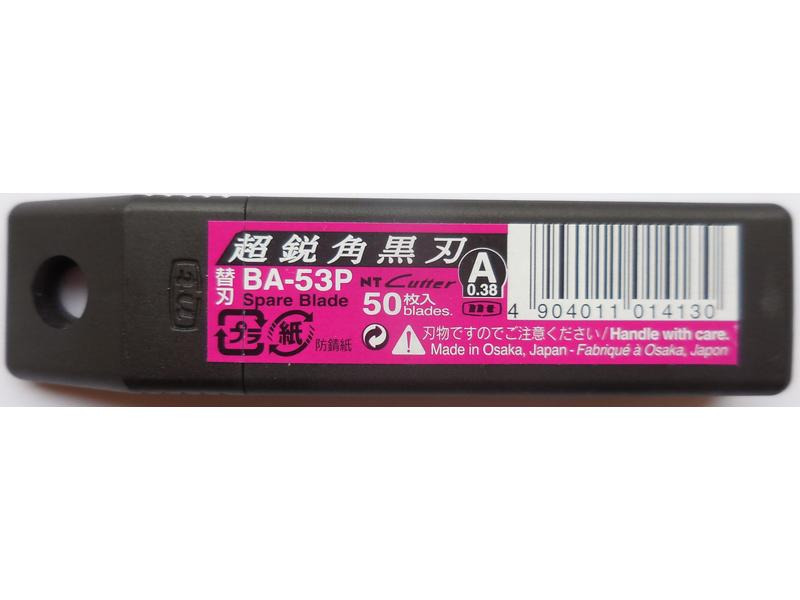 超鋭角黒刃
替刃 BA-53P NT Cutter A 0.38
Spare Blade 50枚入 blades.
4 904011 014130
プラ 紙 防錆紙
刃物ですのでご注意ください/Handle with care.
Made in Osaka, Japan - Fabriqué à Osaka, Japon